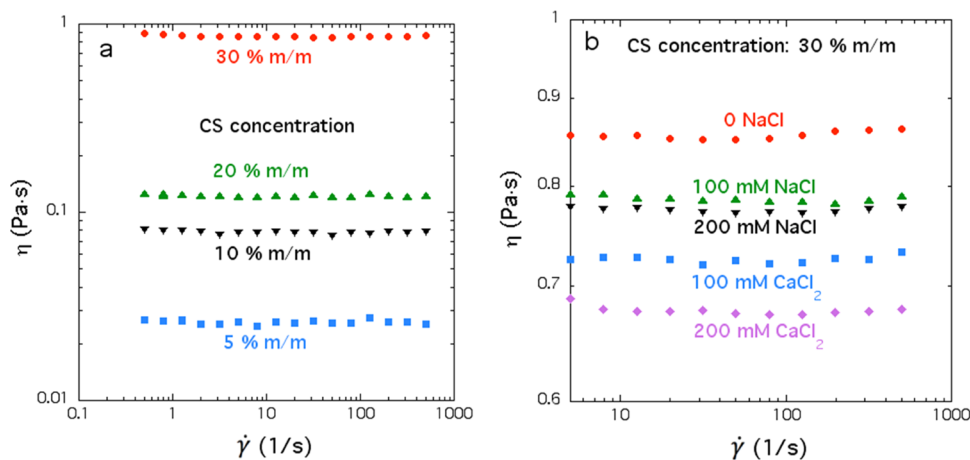 a
1
0.1
0.01
η (Pa·s)
30 % m/m
CS concentration
20 % m/m
10 % m/m
5 % m/m
0.1
1
10
100
1000
γ̇ (1/s)
b
CS concentration: 30 % m/m
1
0.9
0.8
0.7
0.6
η (Pa·s)
0 NaCl
100 mM NaCl
200 mM NaCl
100 mM CaCl₂
200 mM CaCl₂
10
100
1000
γ̇ (1/s)